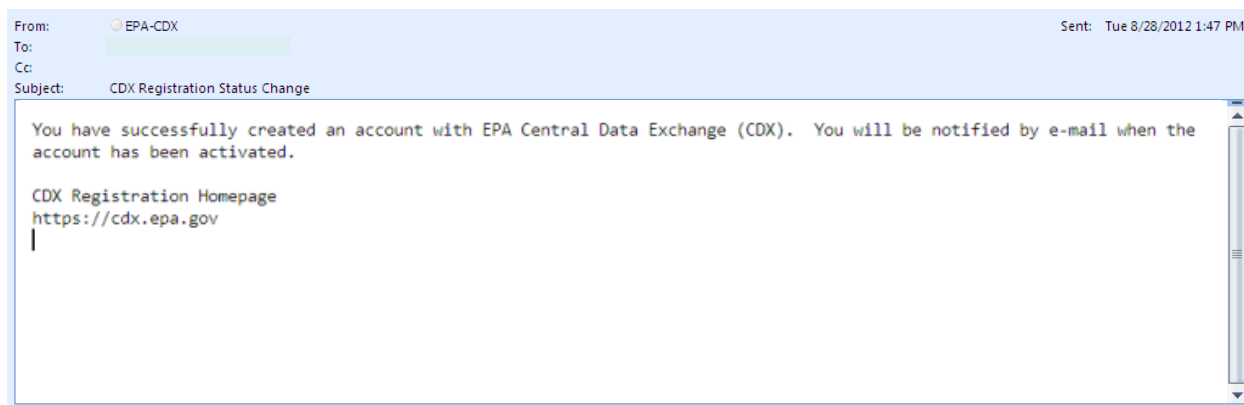 From: EPA-CDX Sent: Tue 8/28/2012 1:47 PM
To:
Cc:
Subject: CDX Registration Status Change
You have successfully created an account with EPA Central Data Exchange (CDX).  You will be notified by e-mail when the
account has been activated.
CDX Registration Homepage
https://cdx.epa.gov